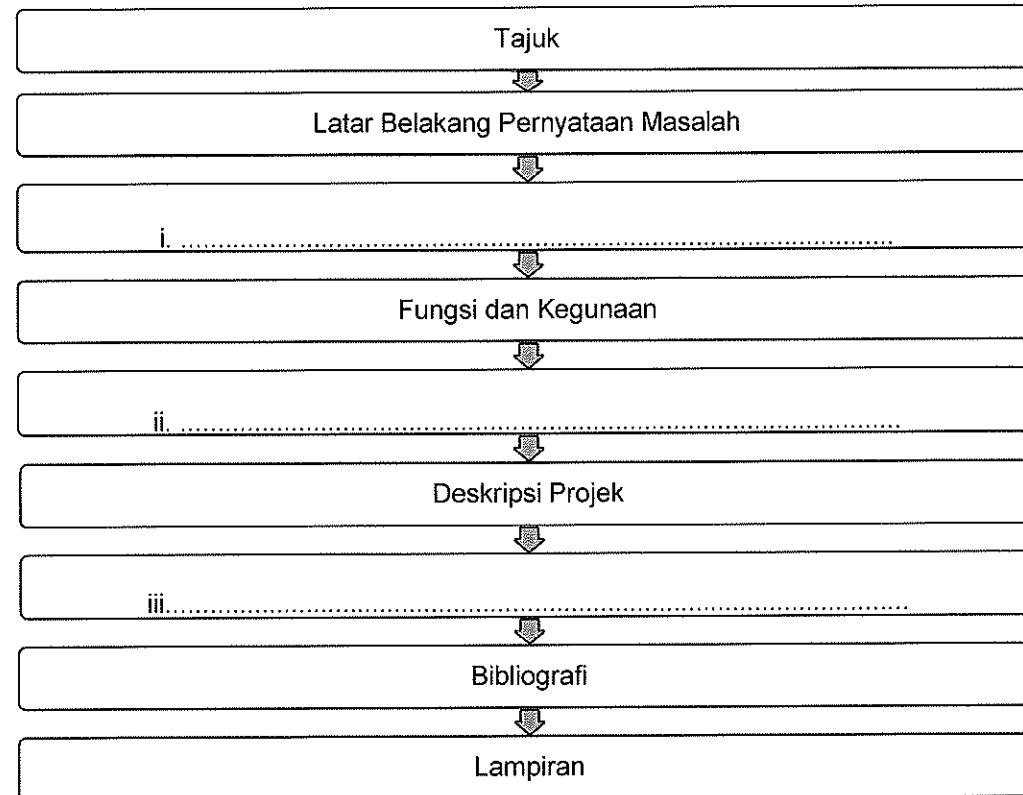 Tajuk
Latar Belakang Pernyataan Masalah
i. ........................................................................................................
Fungsi dan Kegunaan
ii. ........................................................................................................
Deskripsi Projek
iii.............................................................................................................
Bibliografi
Lampiran